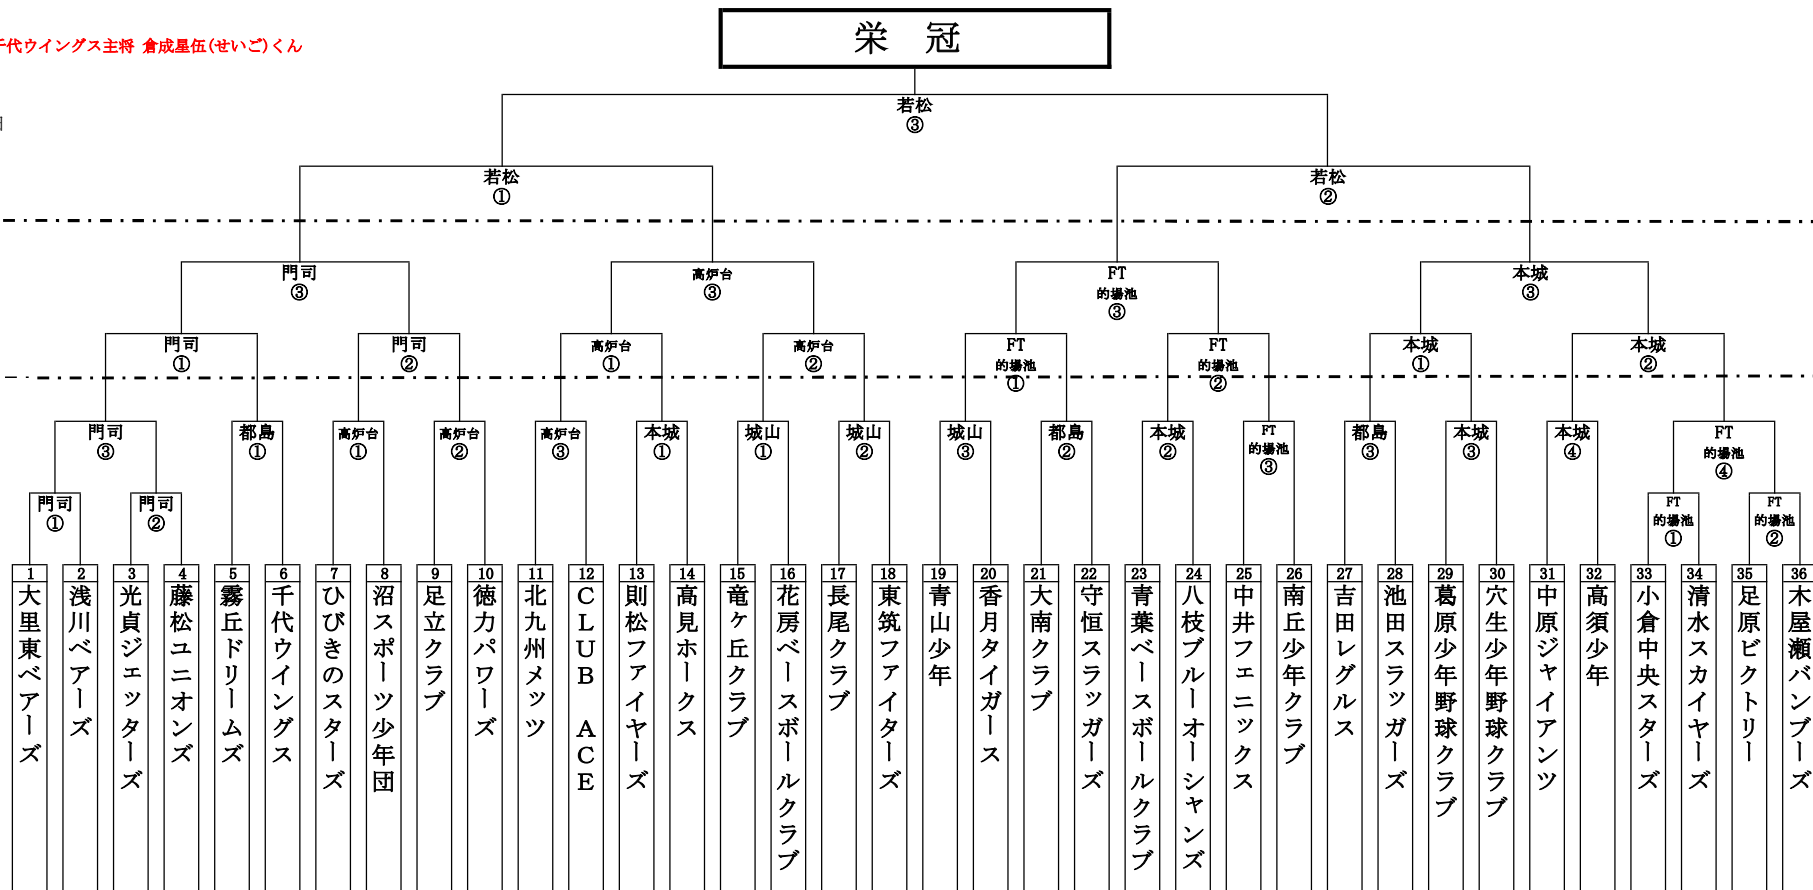 栄　冠
千代ウイングス主将 倉成星伍(せいご)くん
若松
③
若松
①
若松
②
門司
③
高炉台
③
FT
的場池
③
本城
③
門司
①
門司
②
高炉台
①
高炉台
②
FT
的場池
①
FT
的場池
②
本城
①
本城
②
門司
③
都島
①
高炉台
①
高炉台
②
高炉台
③
本城
①
城山
①
城山
②
城山
③
都島
②
本城
②
FT
的場池
③
都島
③
本城
③
本城
④
FT
的場池
④
門司
①
門司
②
FT
的場池
①
FT
的場池
②
1
大里東ベアーズ
2
浅川ベアーズ
3
光貞ジェッターズ
4
藤松ユニオンズ
5
霧丘ドリームズ
6
千代ウイングス
7
ひびきのスターズ
8
沼スポーツ少年団
9
足立クラブ
10
徳力パワーズ
11
北九州メッツ
12
CLUB ACE
13
則松ファイヤーズ
14
高見ホークス
15
竜ケ丘クラブ
16
花房ベースボールクラブ
17
長尾クラブ
18
東筑ファイターズ
19
青山少年
20
香月タイガース
21
大南クラブ
22
守恒スラッガーズ
23
青葉ベースボールクラブ
24
八枝ブルーオーシャンズ
25
中井フェニックス
26
南丘少年クラブ
27
吉田レグルス
28
池田スラッガーズ
29
葛原少年野球クラブ
30
穴生少年野球クラブ
31
中原ジャイアンツ
32
高須少年
33
小倉中央スターズ
34
清水スカイヤーズ
35
足原ビクトリー
36
木屋瀬バンブーズ